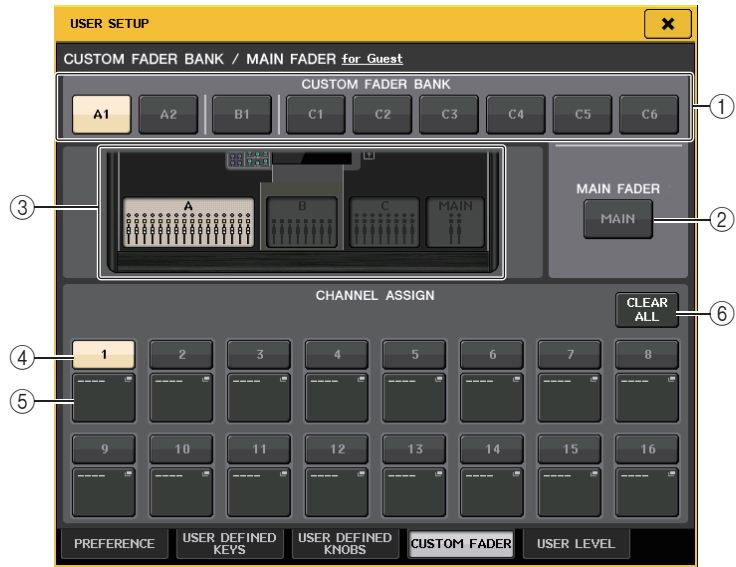 USER SETUP
CUSTOM FADER BANK / MAIN FADER for Guest
CUSTOM FADER BANK
A1 A2 B1 C1 C2 C3 C4 C5 C6
①
③
A B C MAIN
MAIN FADER
MAIN
②
CHANNEL ASSIGN
CLEAR
ALL
⑥
④
1 2 3 4 5 6 7 8
⑤
---- ---- ---- ---- ---- ---- ---- ----
9 10 11 12 13 14 15 16
---- ---- ---- ---- ---- ---- ---- ----
PREFERENCE
USER DEFINED
KEYS
USER DEFINED
KNOBS
CUSTOM FADER
USER LEVEL